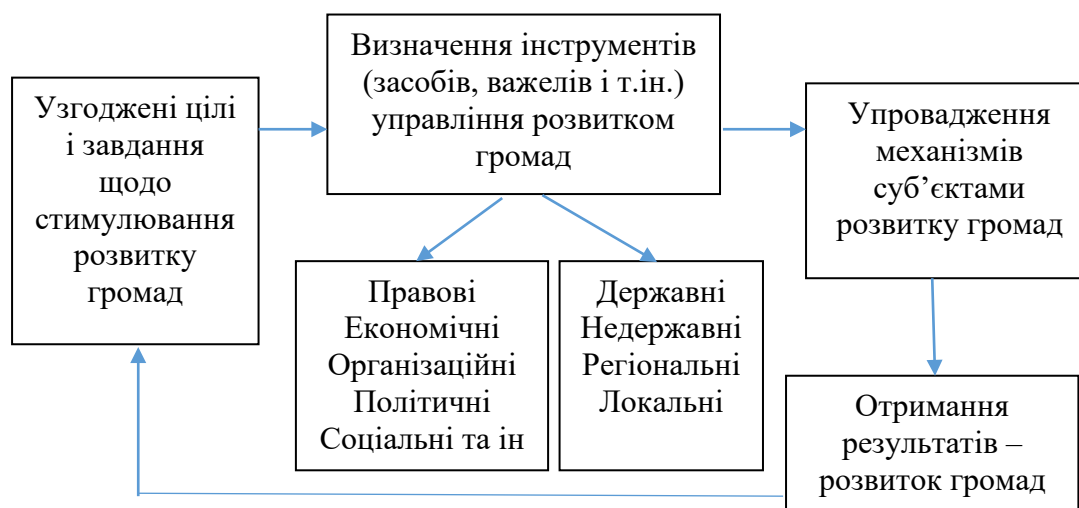 Узгоджені цілі
і завдання
щодо
стимулювання
розвитку
громад
Визначення інструментів
(засобів, важелів і т.ін.)
управління розвитком
громад
Упровадження
механізмів
суб’єктами
розвитку громад
Правові
Економічні
Організаційні
Політичні
Соціальні та ін
Державні
Недержавні
Регіональні
Локальні
Отримання
результатів –
розвиток громад